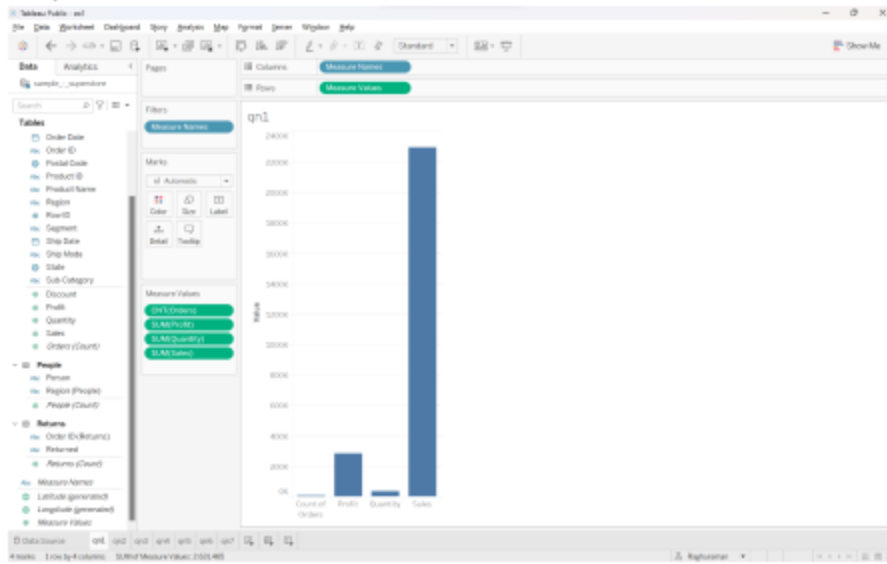 Tableau Public - qn1
File Data Worksheet Dashboard Story Analysis Map Format Server Window Help
Standard
Show Me
Data Analytics
Pages
Columns Measure Names
sample_-_superstore
Rows Measure Values
Search
Filters
Measure Names
qn1
Tables
Order Date
Order ID
Postal Code
Product ID
Product Name
Region
Row ID
Segment
Ship Date
Ship Mode
State
Sub-Category
Discount
Profit
Quantity
Sales
Orders (Count)
People
Person
Region (People)
People (Count)
Returns
Order ID (Returns)
Returned
Returns (Count)
Measure Names
Latitude (generated)
Longitude (generated)
Measure Values
Marks
Automatic
Color Size Label
Detail Tooltip
Measure Values
CNT(Orders)
SUM(Profit)
SUM(Quantity)
SUM(Sales)
Value
2400K
2200K
2000K
1800K
1600K
1400K
1200K
1000K
800K
600K
400K
200K
0K
Count of Orders
Profit
Quantity
Sales
Data Source qn1 qn2 qn3 qn4 qn5 qn6 qn7
4 marks 1 row by 4 columns SUM of Measure Values:
Raghuraman